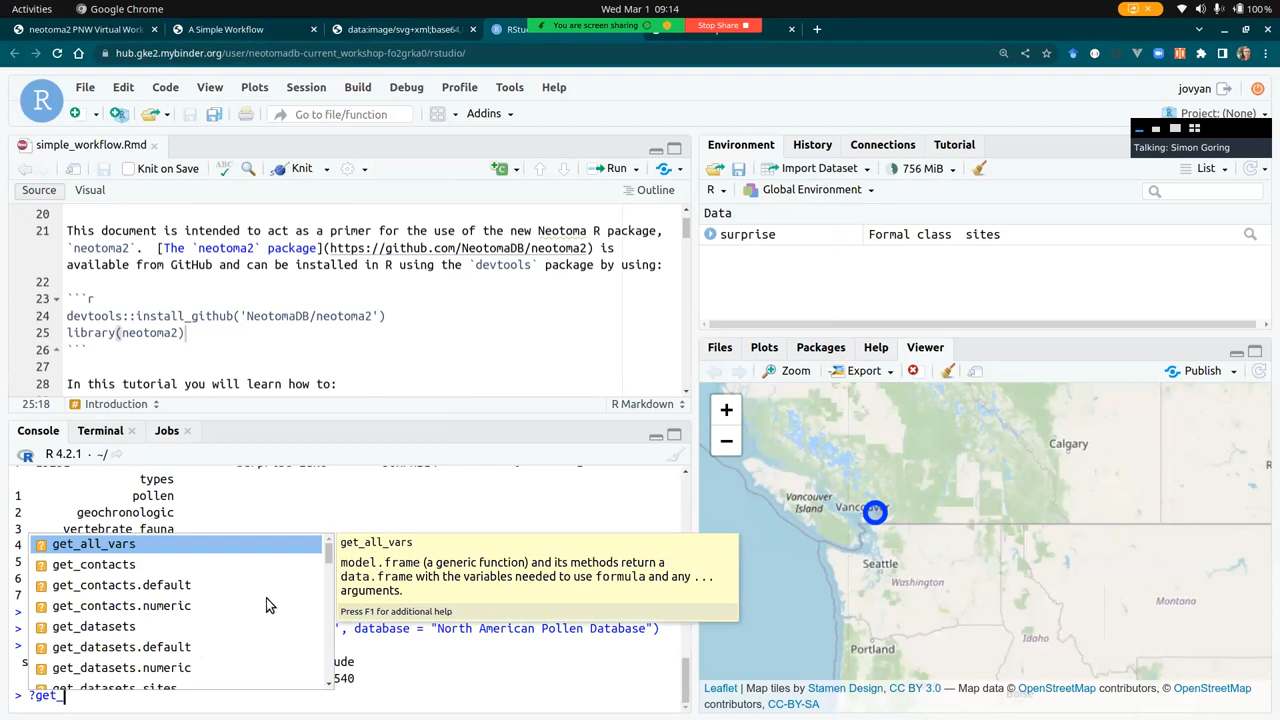 Activities
Google Chrome
Wed Mar 1 09:14
100 %
neotoma2 PNW Virtual Work
A Simple Workflow
data:image/svg+xml;base64,
RStu
You are screen sharing
Stop Share
hub.gke2.mybinder.org/user/neotomadb-current_workshop-fo2grka0/rstudio/
File Edit Code View Plots Session Build Debug Profile Tools Help
jovyan
Go to file/function
Addins
Project: (None)
Talking: Simon Goring
simple_workflow.Rmd
Knit on Save
Knit
Run
Source
Visual
Outline
20
21 This document is intended to act as a primer for the use of the new Neotoma R package,
`neotoma2`. [The `neotoma2` package](https://github.com/NeotomaDB/neotoma2) is
available from GitHub and can be installed in R using the `devtools` package by using:
22
23 ```r
24 devtools::install_github('NeotomaDB/neotoma2')
25 library(neotoma2)
26 ```
27
28 In this tutorial you will learn how to:
25:18
Introduction
R Markdown
Console
Terminal
Jobs
R 4.2.1 · ~/
types
1 pollen
2 geochronologic
3 vertebrate fauna
4
5
6
7
>
> ', database = "North American Pollen Database")
>
s ude
540
> ?get_
get_all_vars
get_contacts
get_contacts.default
get_contacts.numeric
get_datasets
get_datasets.default
get_datasets.numeric
get_datasets.sites
get_all_vars
model.frame (a generic function) and its methods return a
data.frame with the variables needed to use formula and any ...
arguments.
Press F1 for additional help
Environment
History
Connections
Tutorial
Import Dataset
756 MiB
List
R
Global Environment
Data
surprise Formal class sites
Files
Plots
Packages
Help
Viewer
Zoom
Export
Publish
+
−
Calgary
Vancouver
Island
Vancouver
Seattle
Washington
Montana
Portland
Idaho
Leaflet | Map tiles by Stamen Design, CC BY 3.0 — Map data © OpenStreetMap contributors, © OpenStreetMap
contributors, CC-BY-SA